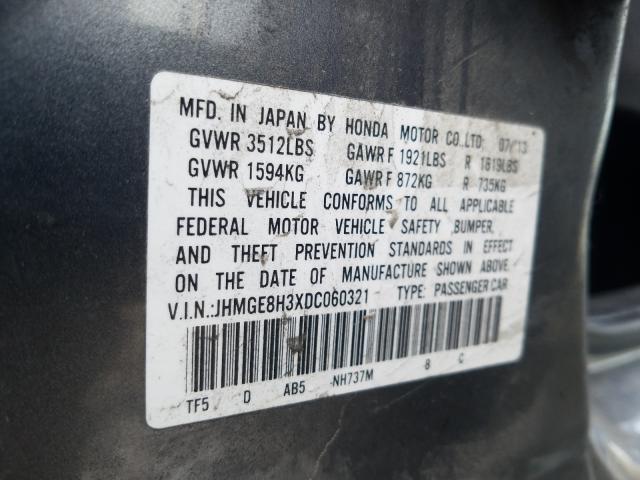 MFD. IN JAPAN BY HONDA MOTOR CO.,LTD. 07/13
GVWR 3512LBS GAWR F 1921LBS R 1619LBS
GVWR 1594KG GAWR F 872KG R 735KG
THIS VEHICLE CONFORMS TO ALL APPLICABLE
FEDERAL MOTOR VEHICLE SAFETY, BUMPER,
AND THEFT PREVENTION STANDARDS IN EFFECT
ON THE DATE OF MANUFACTURE SHOWN ABOVE.
V.I.N.:JHMGE8H3XDC060321 TYPE: PASSENGER CAR
TF5 D AB5 NH737M 8 C